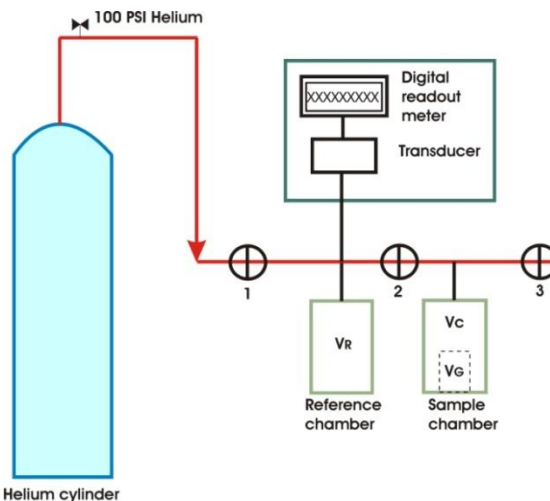 100 PSI Helium
Digital
readout
meter
XXXXXXXXX
Transducer
1
2
3
VR
VC
VG
Reference
chamber
Sample
chamber
Helium cylinder